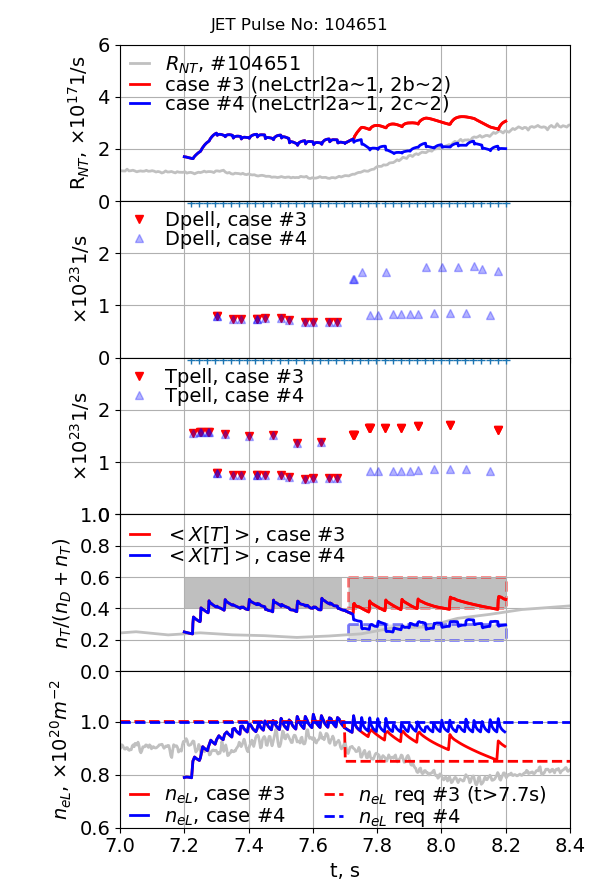 JET Pulse No: 104651
R_NT, ×10^17 1/s
6
4
2
0
R_NT, #104651
case #3 (neLctrl2a~1, 2b~2)
case #4 (neLctrl2a~1, 2c~2)
×10^23 1/s
2
1
0
Dpell, case #3
Dpell, case #4
×10^23 1/s
2
1
0
Tpell, case #3
Tpell, case #4
n_T/(n_D + n_T)
1.0
0.8
0.6
0.4
0.2
0.0
<X[T]>, case #3
<X[T]>, case #4
n_eL, ×10^20 m^−2
1.0
0.8
0.6
n_eL, case #3
n_eL, case #4
n_eL req #3 (t>7.7s)
n_eL req #4
7.0 7.2 7.4 7.6 7.8 8.0 8.2 8.4
t, s